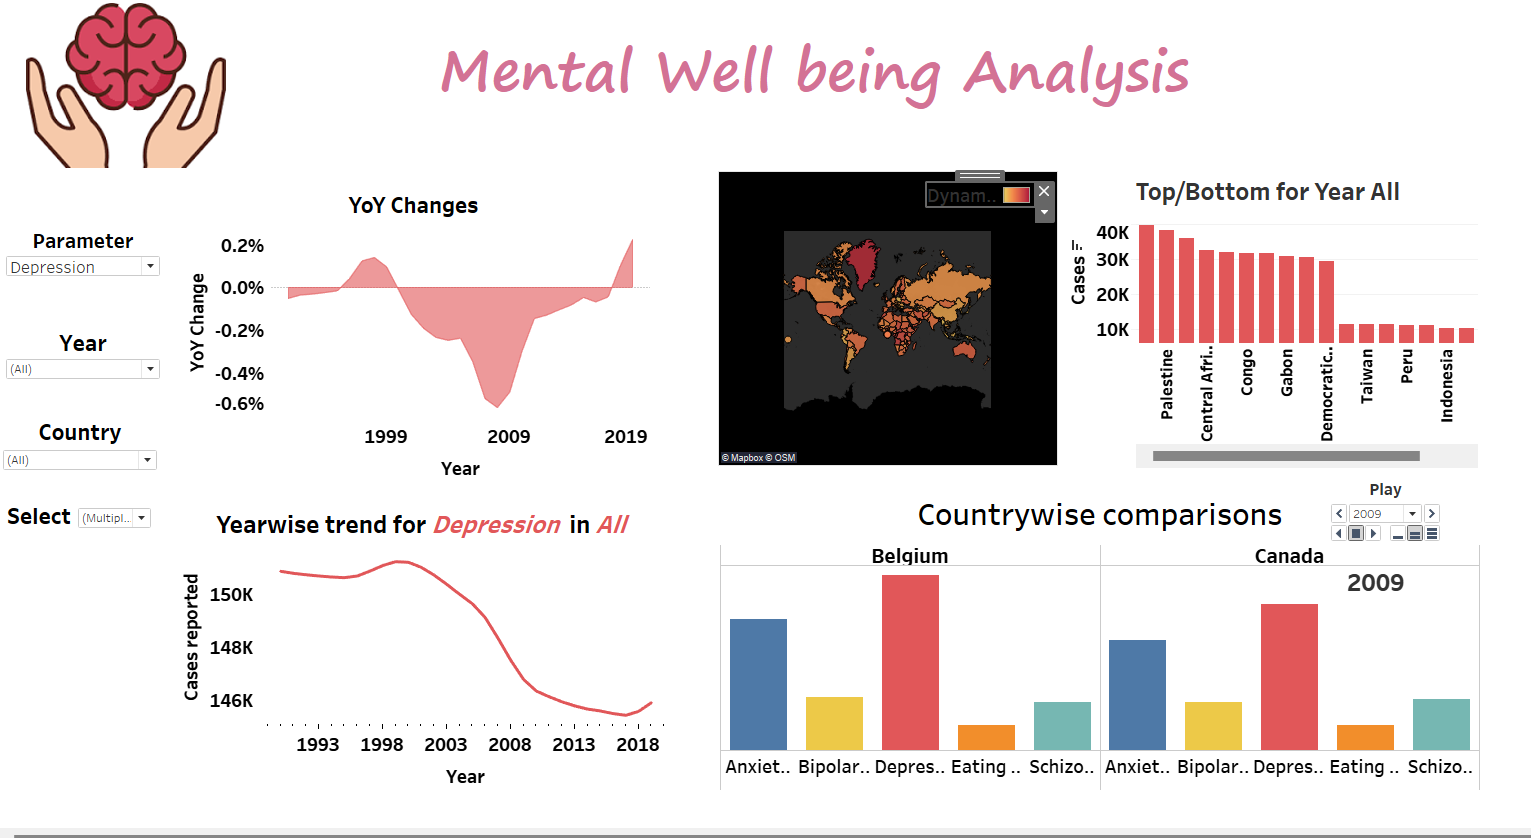 Mental Well being Analysis
Parameter
Depression
Year
(All)
Country
(All)
Select (Multipl..
YoY Changes
YoY Change
0.2%
0.0%
-0.2%
-0.4%
-0.6%
1999 2009 2019
Year
Dynam..
© Mapbox © OSM
Top/Bottom for Year All
Cases
40K
30K
20K
10K
Palestine
Central Afri..
Congo
Gabon
Democratic..
Taiwan
Peru
Indonesia
Yearwise trend for Depression in All
Cases reported
150K
148K
146K
1993 1998 2003 2008 2013 2018
Year
Play
2009
Countrywise comparisons
Belgium Canada
2009
Anxiet.. Bipolar.. Depres.. Eating .. Schizo.. Anxiet.. Bipolar.. Depres.. Eating .. Schizo..